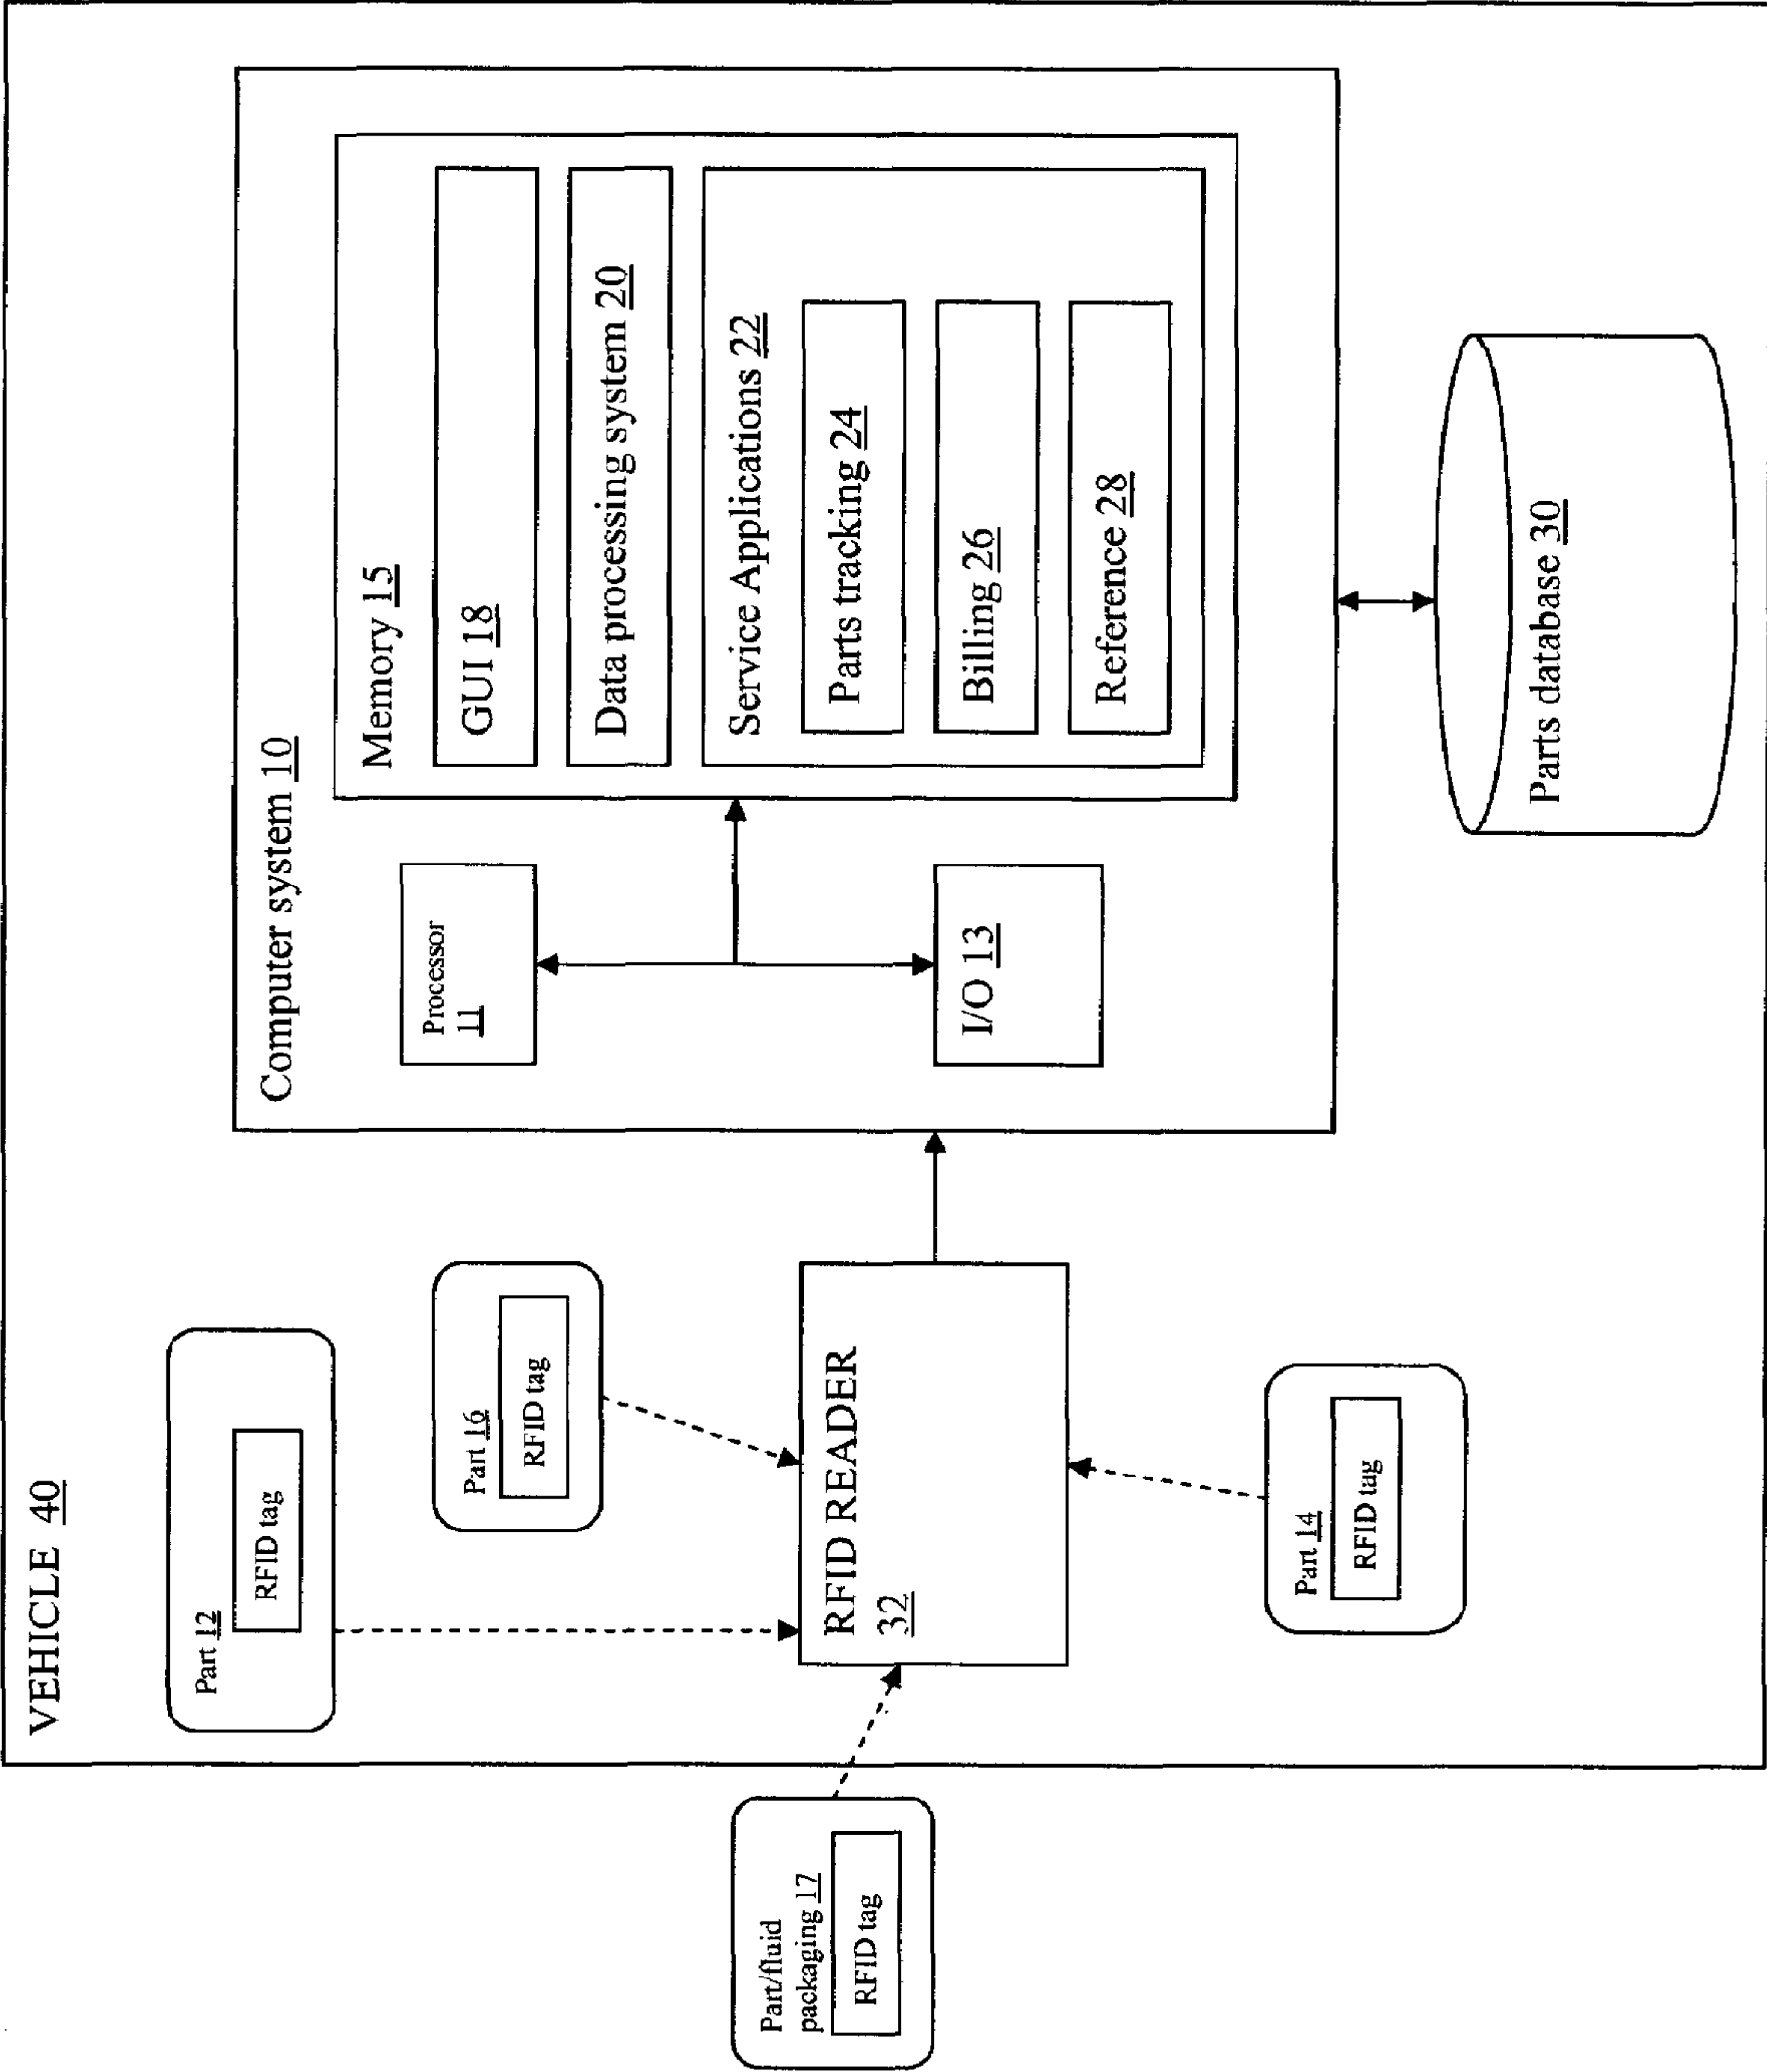 VEHICLE 40
Part 12
RFID tag
Part 16
RFID tag
Part/fluid
packaging 17
RFID tag
RFID READER
32
Part 14
RFID tag
Computer system 10
Processor
11
I/O 13
Memory 15
GUI 18
Data processing system 20
Service Applications 22
Parts tracking 24
Billing 26
Reference 28
Parts database 30